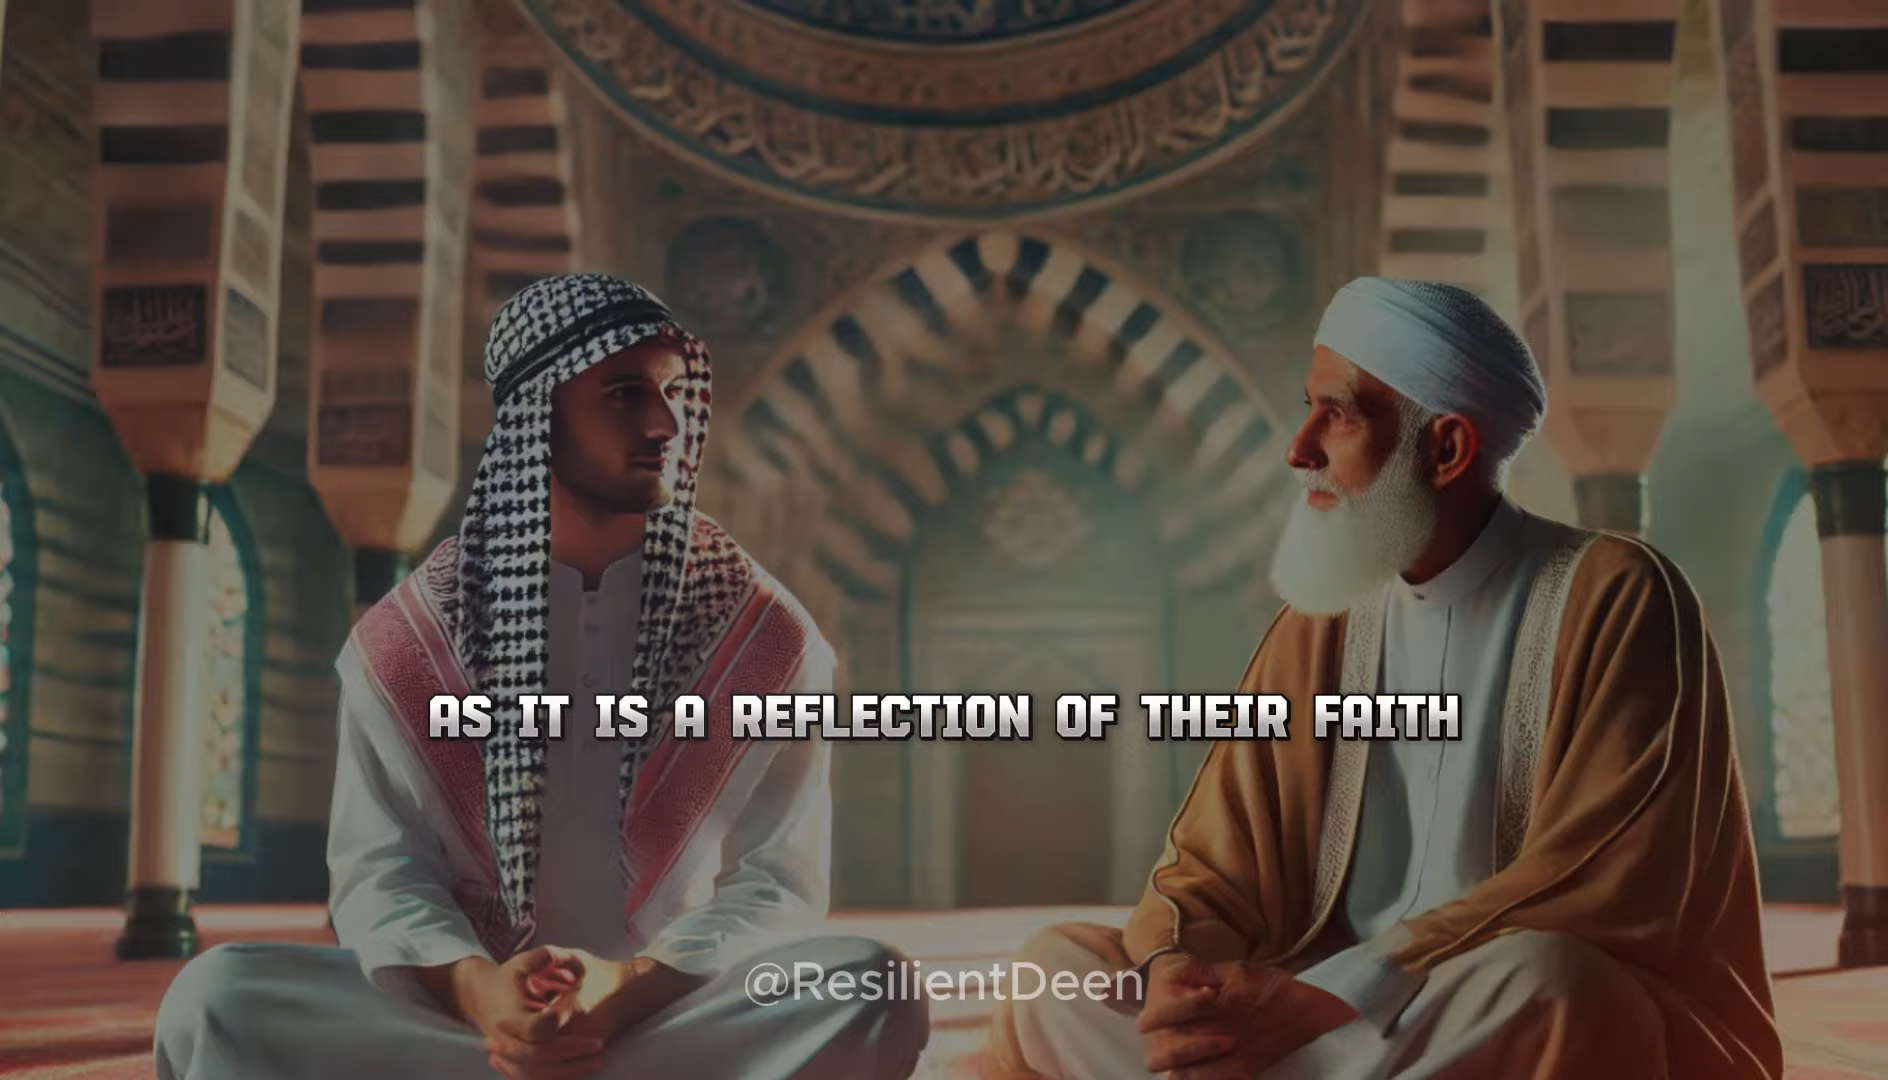 AS IT IS A REFLECTION OF THEIR FAITH
@ResilientDeen